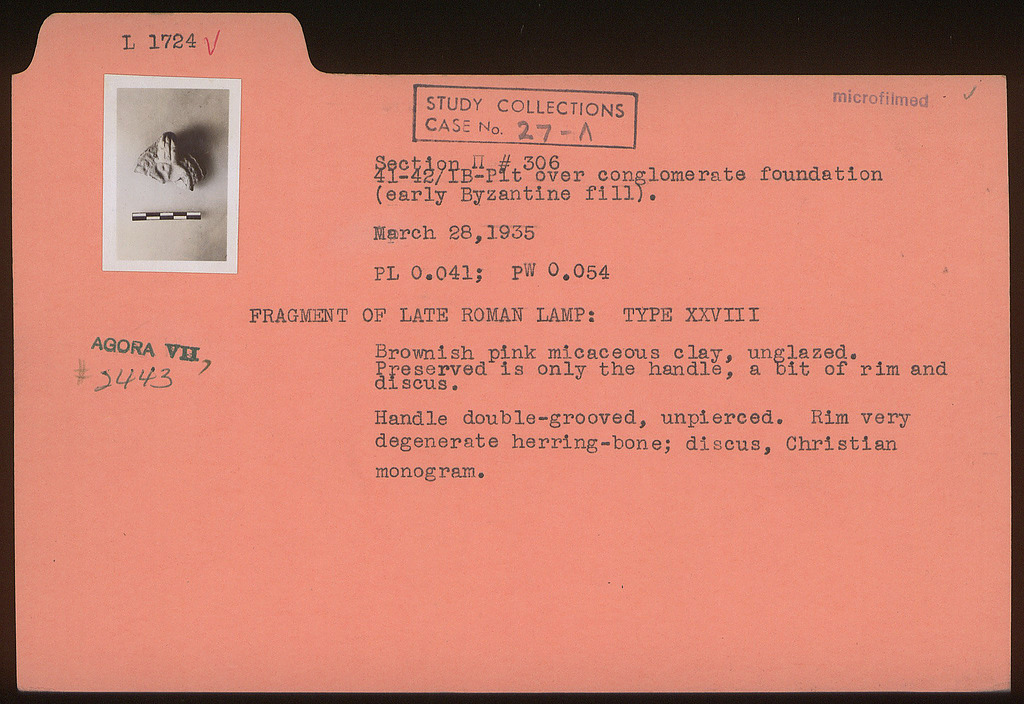 L 1724 √
microfilmed ✓
STUDY COLLECTIONS
CASE No. 27-Λ
Section Π # 306
41-42/ΙΒ-Pit over conglomerate foundation
(early Byzantine fill).
March 28,1935
PL 0.041; PW 0.054
FRAGMENT OF LATE ROMAN LAMP: TYPE XXVIII
AGORA VII,
# 2443
Brownish pink micaceous clay, unglazed.
Preserved is only the handle, a bit of rim and
discus.
Handle double-grooved, unpierced. Rim very
degenerate herring-bone; discus, Christian
monogram.